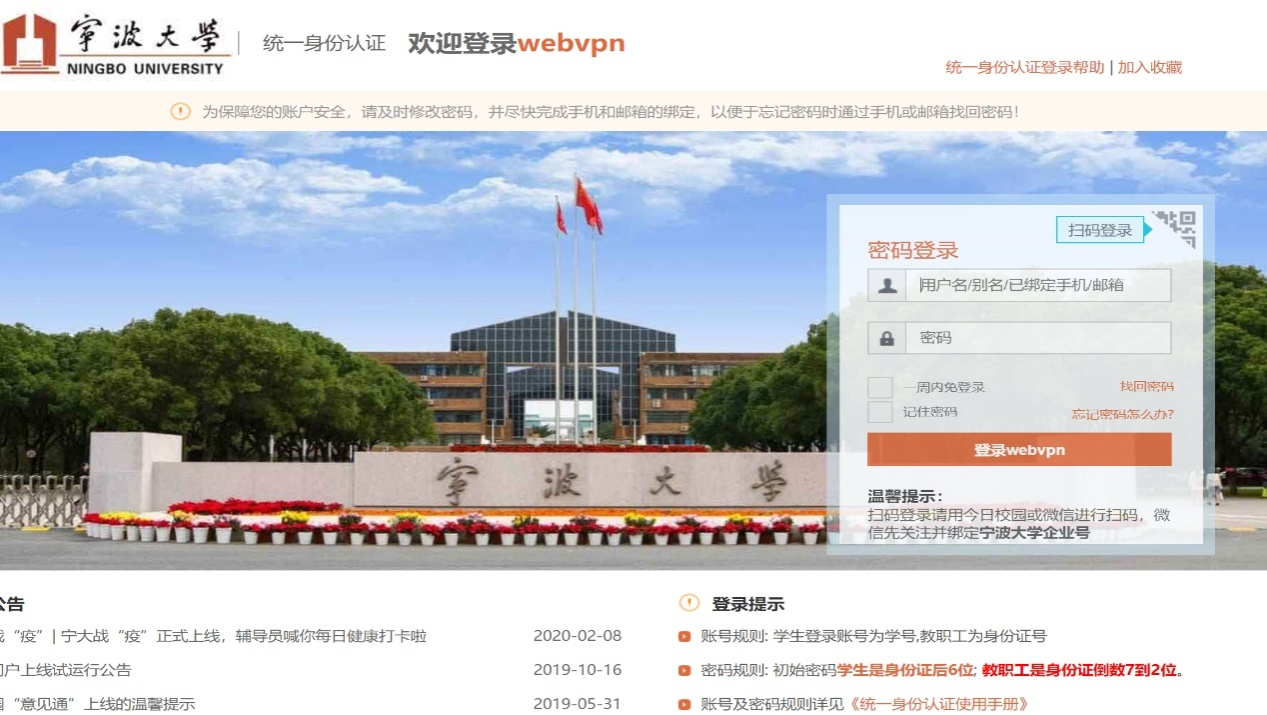 宁波大学
NINGBO UNIVERSITY
统一身份认证
欢迎登录webvpn
统一身份认证登录帮助 | 加入收藏
为保障您的账户安全，请及时修改密码，并尽快完成手机和邮箱的绑定，以便于忘记密码时通过手机或邮箱找回密码！
扫码登录
密码登录
用户名/别名/已绑定手机/邮箱
密码
一周内免登录
找回密码
记住密码
忘记密码怎么办?
登录webvpn
温馨提示：
扫码登录请用今日校园或微信进行扫码，微
信先关注并绑定宁波大学企业号
宁波大学
公告
“疫” | 宁大战“疫”正式上线，辅导员喊你每日健康打卡啦 2020-02-08
户上线试运行公告 2019-10-16
“意见通”上线的温馨提示 2019-05-31
登录提示
账号规则: 学生登录账号为学号,教职工为身份证号
密码规则: 初始密码学生是身份证后6位; 教职工是身份证倒数7到2位。
账号及密码规则详见《统一身份认证使用手册》